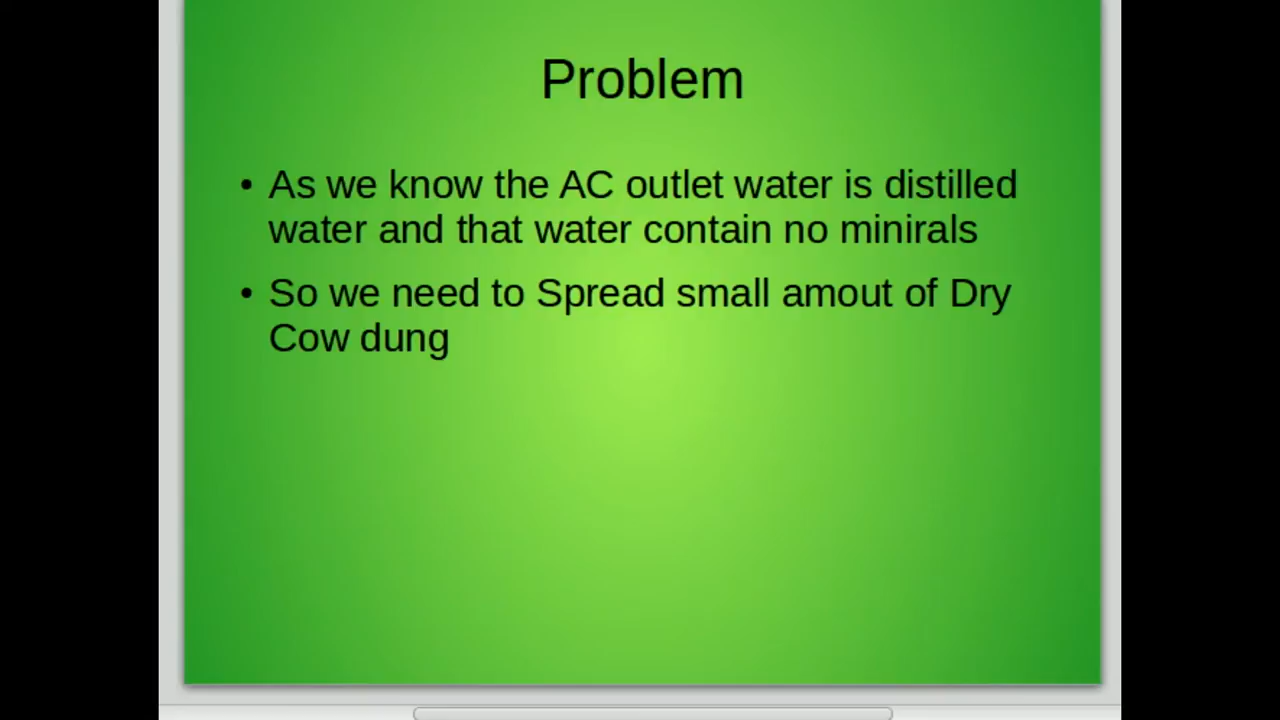 Problem
• As we know the AC outlet water is distilled
water and that water contain no minirals
• So we need to Spread small amout of Dry
Cow dung